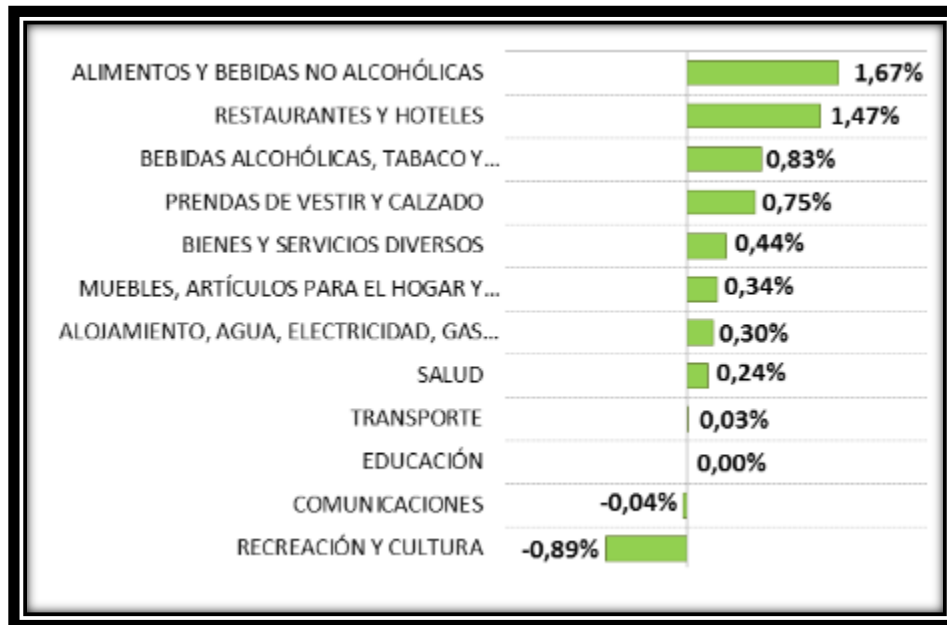 ALIMENTOS Y BEBIDAS NO ALCOHÓLICAS 1,67%
RESTAURANTES Y HOTELES 1,47%
BEBIDAS ALCOHÓLICAS, TABACO Y... 0,83%
PRENDAS DE VESTIR Y CALZADO 0,75%
BIENES Y SERVICIOS DIVERSOS 0,44%
MUEBLES, ARTÍCULOS PARA EL HOGAR Y... 0,34%
ALOJAMIENTO, AGUA, ELECTRICIDAD, GAS... 0,30%
SALUD 0,24%
TRANSPORTE 0,03%
EDUCACIÓN 0,00%
COMUNICACIONES -0,04%
RECREACIÓN Y CULTURA -0,89%